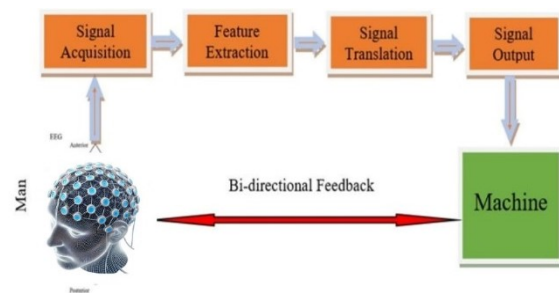 Signal
Acquisition
Feature
Extraction
Signal
Translation
Signal
Output
EEG
Anterior
Man
Bi-directional Feedback
Machine
Posterior